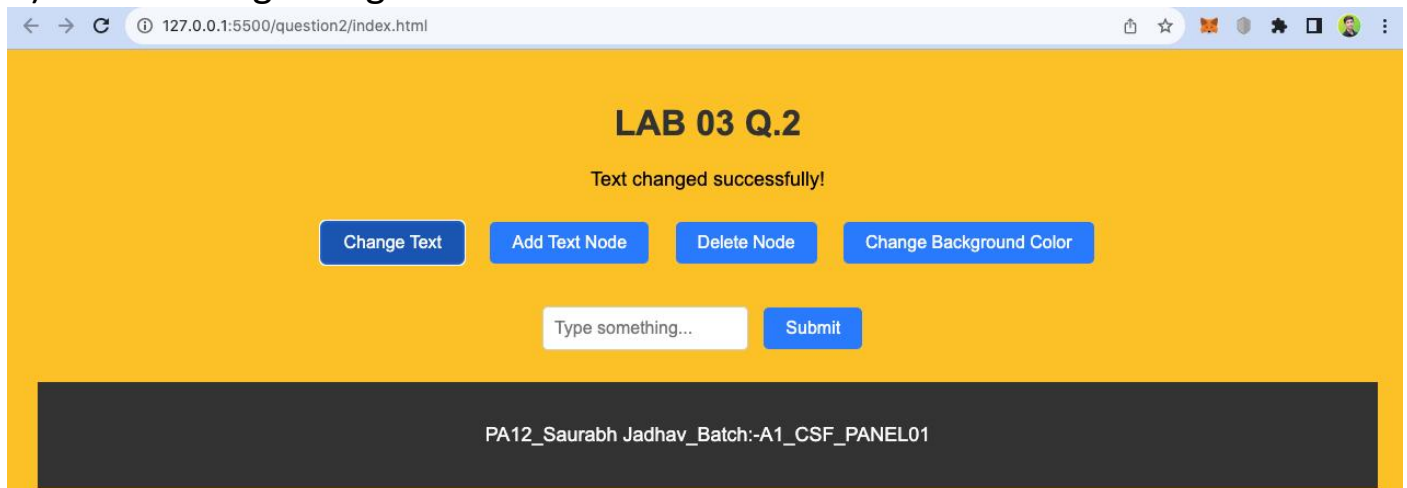 127.0.0.1:5500/question2/index.html
LAB 03 Q.2
Text changed successfully!
Change Text Add Text Node Delete Node Change Background Color
Type something... Submit
PA12_Saurabh Jadhav_Batch:-A1_CSF_PANEL01